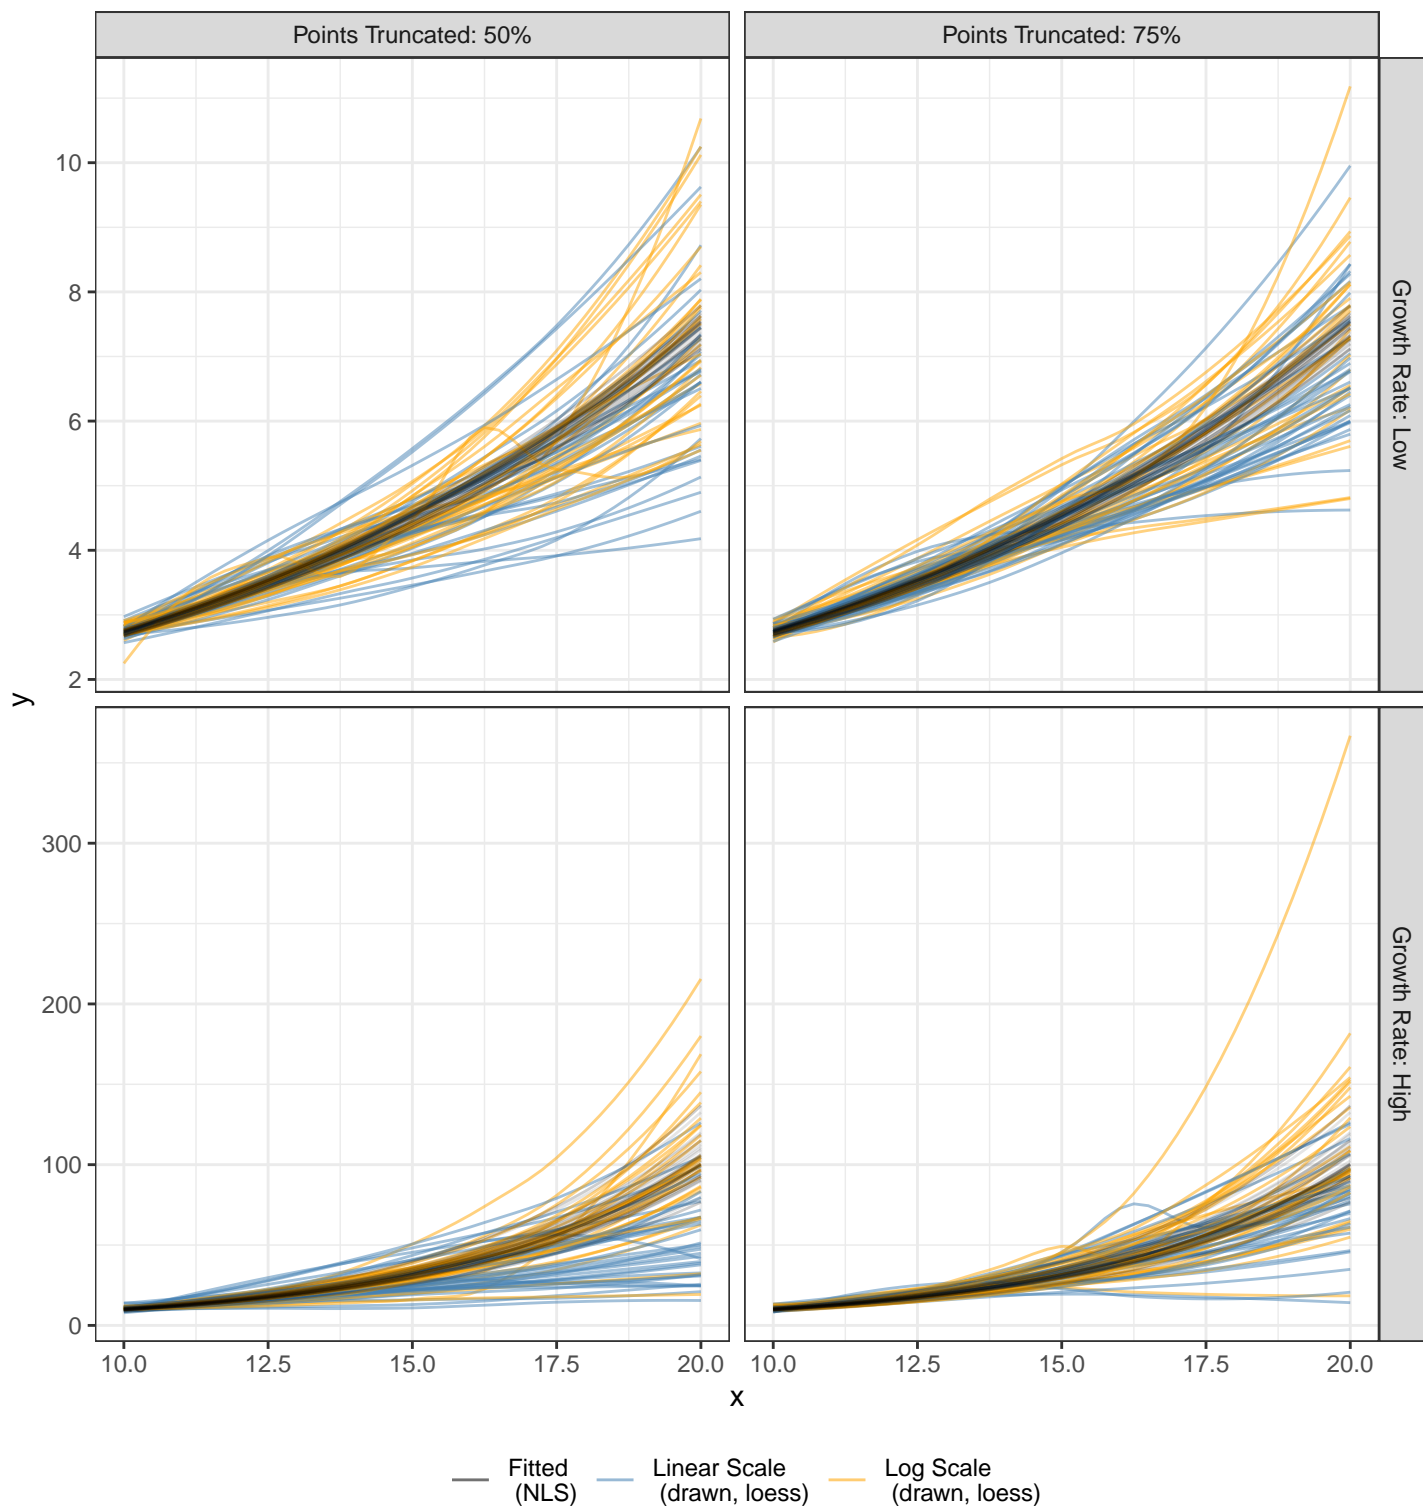 Points Truncated: 50%
Points Truncated: 75%
10
8
6
4
2
Growth Rate: Low
y
300
200
100
0
Growth Rate: High
10.0
12.5
15.0
17.5
20.0
10.0
12.5
15.0
17.5
20.0
x
Fitted
(NLS)
Linear Scale
(drawn, loess)
Log Scale
(drawn, loess)